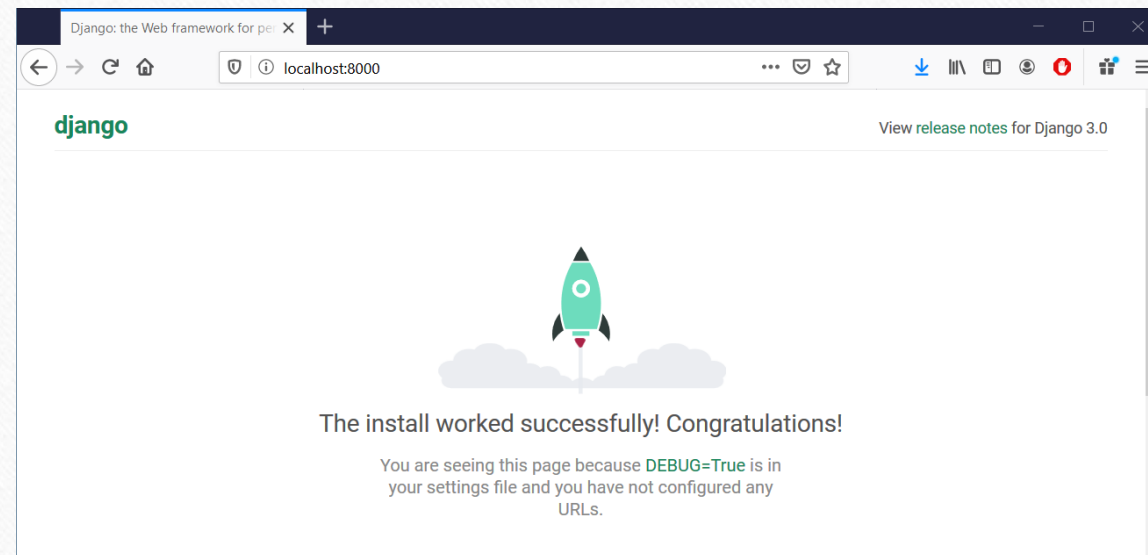 Django: the Web framework for per
localhost:8000
django
View release notes for Django 3.0
The install worked successfully! Congratulations!
You are seeing this page because DEBUG=True is in
your settings file and you have not configured any
URLs.